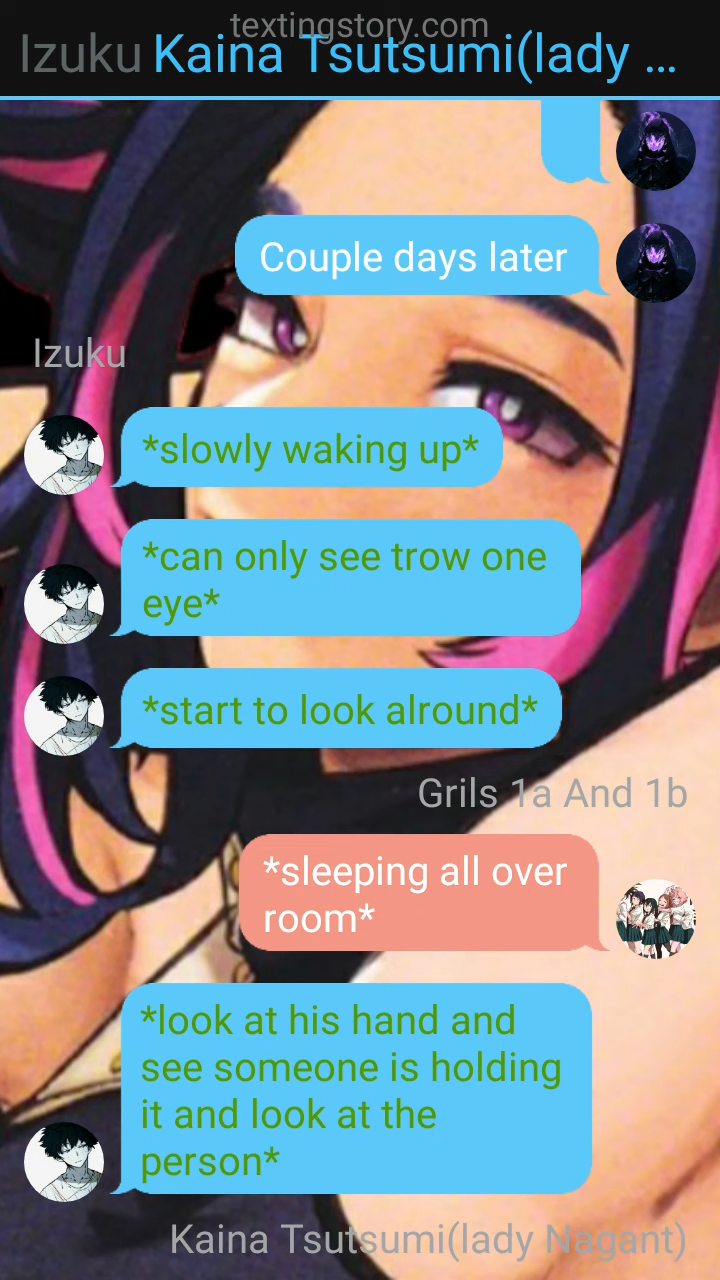 textingstory.com
Izuku Kaina Tsutsumi(lady ...
Couple days later
Izuku
*slowly waking up*
*can only see trow one
eye*
*start to look alround*
Grils 1a And 1b
*sleeping all over
room*
*look at his hand and
see someone is holding
it and look at the
person*
Kaina Tsutsumi(lady Nagant)